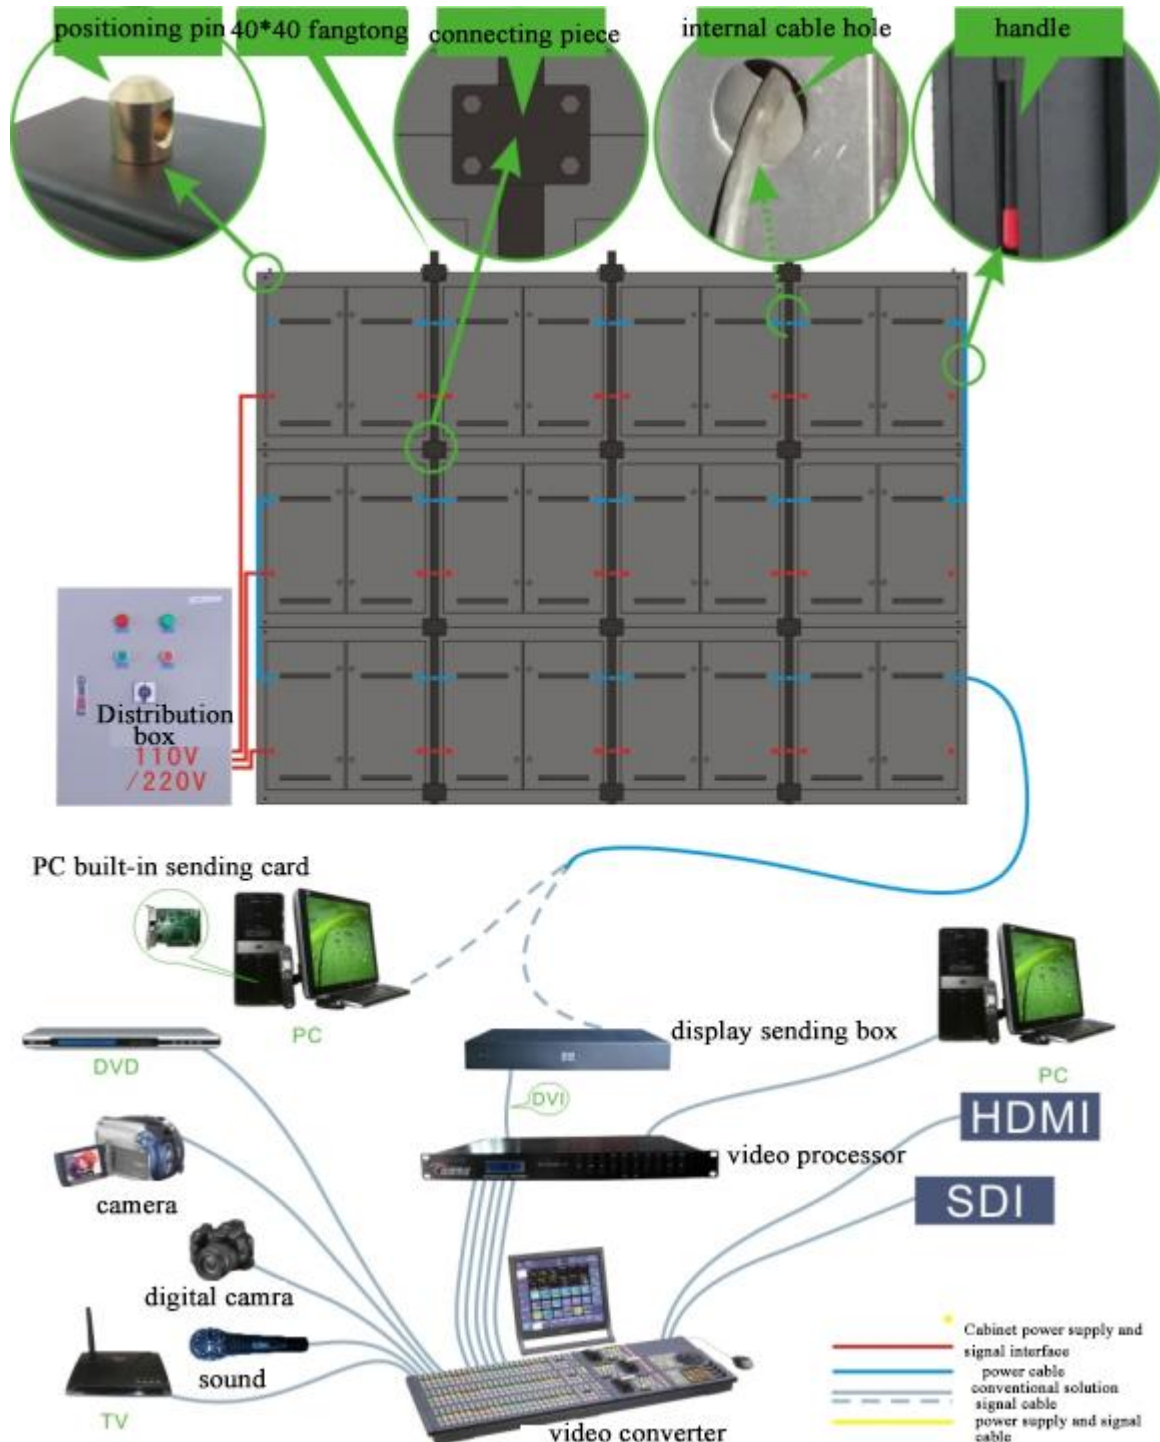 positioning pin
40*40 fangtong
connecting piece
internal cable hole
handle
Distribution
box
110V
/220V
PC built-in sending card
PC
DVD
display sending box
PC
DVI
HDMI
camera
video processor
SDI
digital camra
sound
TV
video converter
Cabinet power supply and
signal interface
power cable
conventional solution
signal cable
power supply and signal
cable